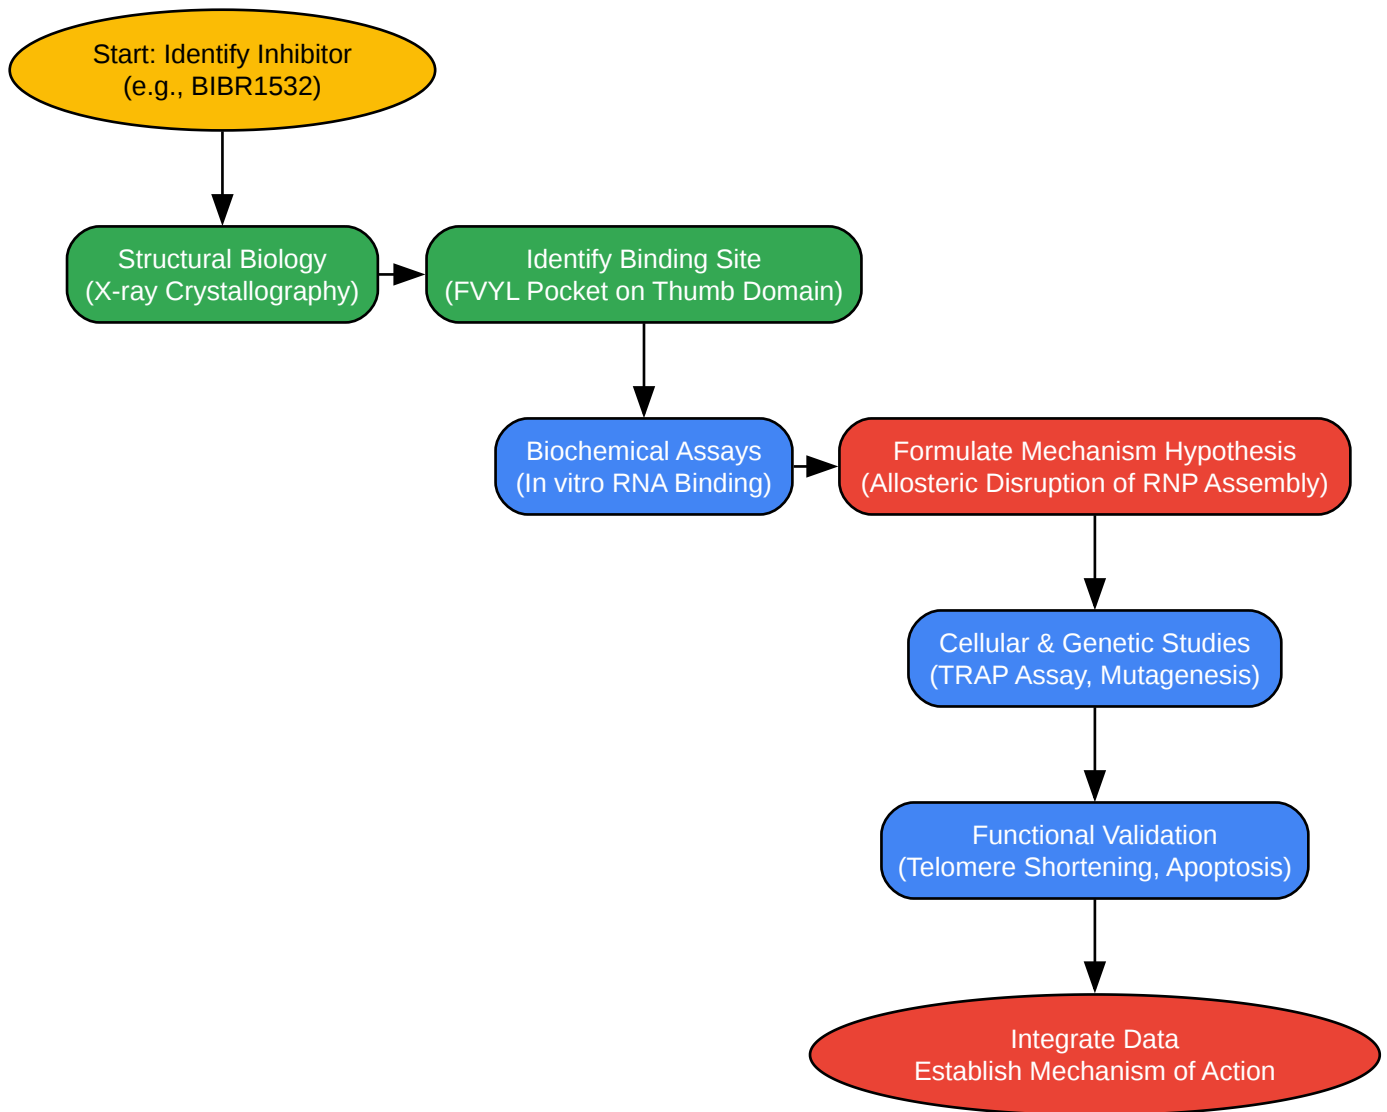 Start: Identify Inhibitor
(e.g., BIBR1532)
Structural Biology
(X-ray Crystallography)
Identify Binding Site
(FVYL Pocket on Thumb Domain)
Biochemical Assays
(In vitro RNA Binding)
Formulate Mechanism Hypothesis
(Allosteric Disruption of RNP Assembly)
Cellular & Genetic Studies
(TRAP Assay, Mutagenesis)
Functional Validation
(Telomere Shortening, Apoptosis)
Integrate Data
Establish Mechanism of Action